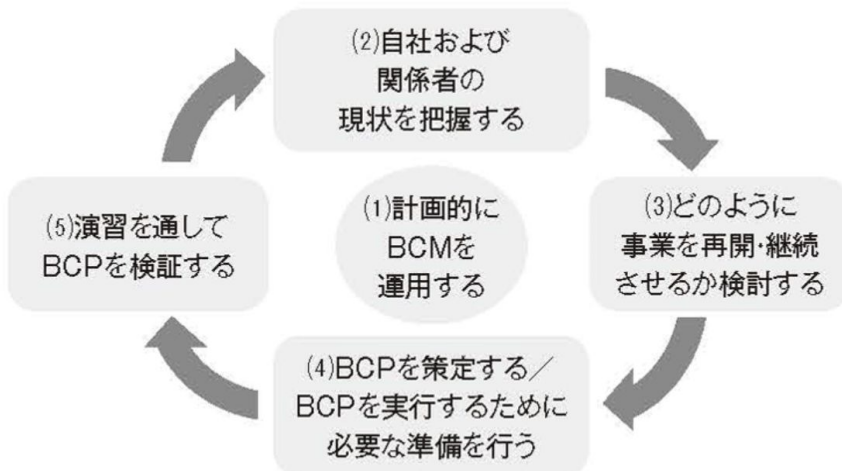 (2)自社および
関係者の
現状を把握する
(1)計画的に
BCMを
運用する
(3)どのように
事業を再開･継続
させるか検討する
(4)BCPを策定する／
BCPを実行するために
必要な準備を行う
(5)演習を通して
BCPを検証する